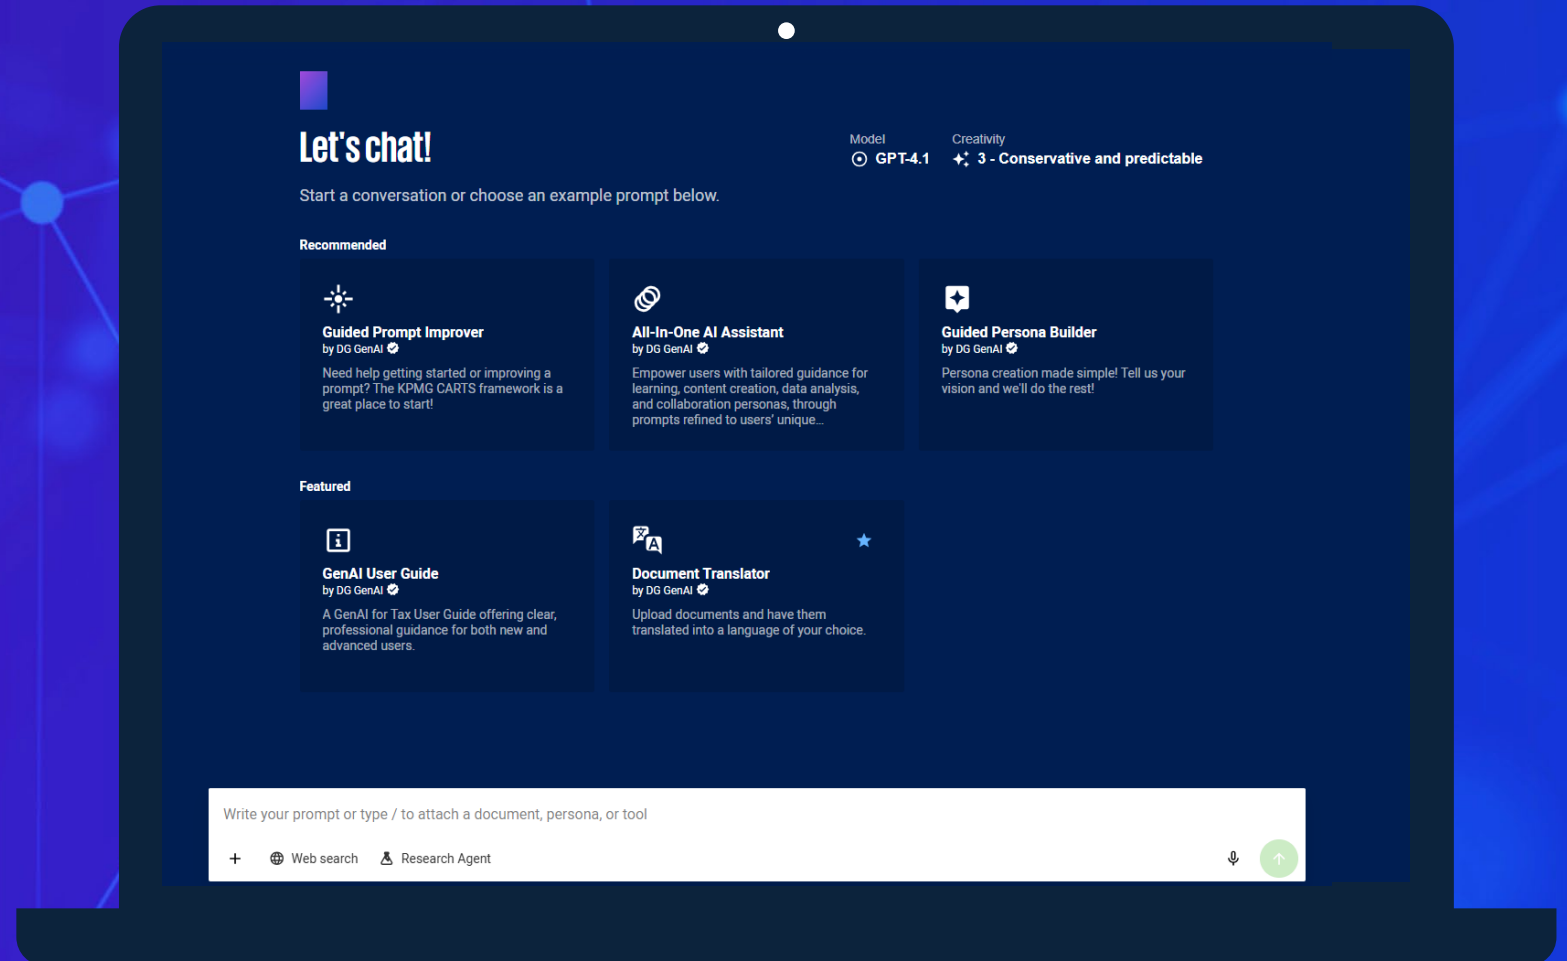 Let's chat!
Model
Creativity
GPT-4.1
3 - Conservative and predictable
Start a conversation or choose an example prompt below.
Recommended
Guided Prompt Improver
by DG GenAI
Need help getting started or improving a
prompt? The KPMG CARTS framework is a
great place to start!
All-In-One AI Assistant
by DG GenAI
Empower users with tailored guidance for
learning, content creation, data analysis,
and collaboration personas, through
prompts refined to users' unique...
Guided Persona Builder
by DG GenAI
Persona creation made simple! Tell us your
vision and we'll do the rest!
Featured
GenAI User Guide
by DG GenAI
A GenAI for Tax User Guide offering clear,
professional guidance for both new and
advanced users.
Document Translator
by DG GenAI
Upload documents and have them
translated into a language of your choice.
Write your prompt or type / to attach a document, persona, or tool
Web search
Research Agent